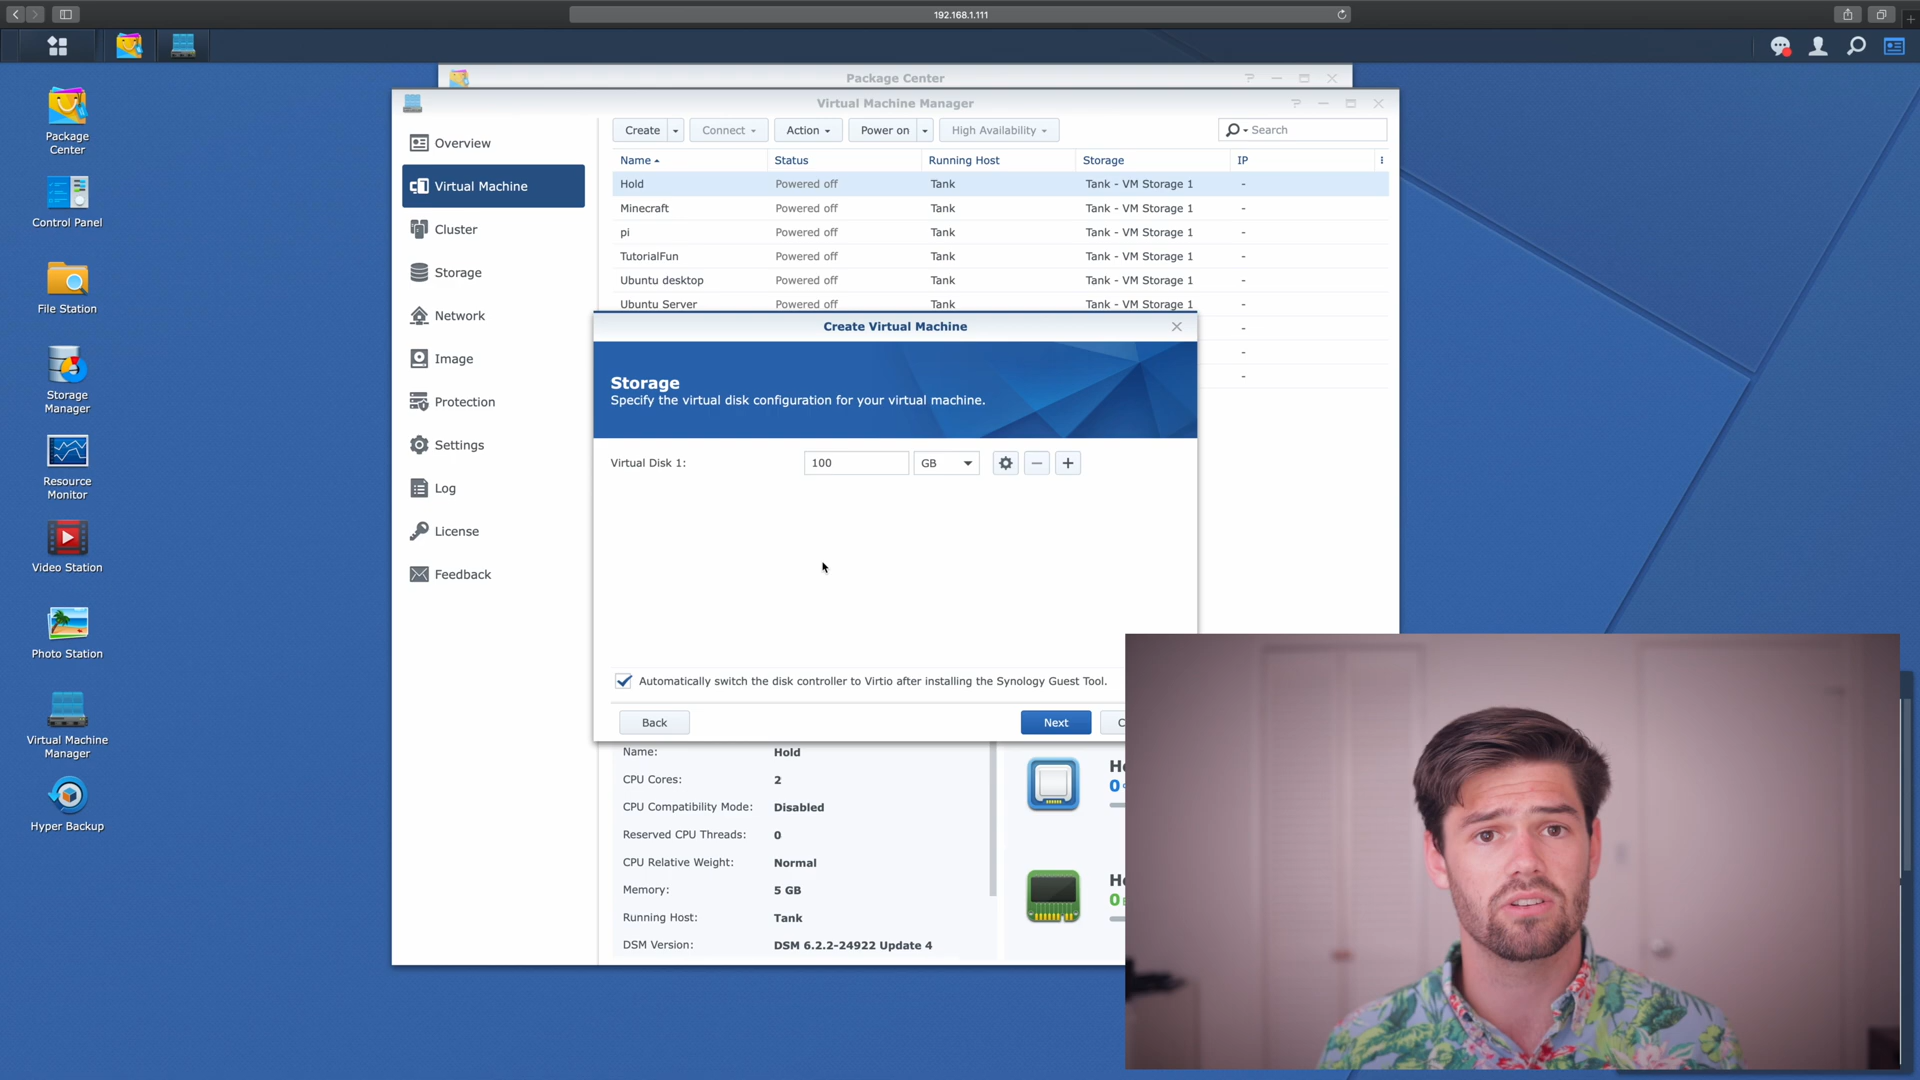 192.168.1.111
Package Center
Virtual Machine Manager
Package
Center
Control Panel
File Station
Storage
Manager
Resource
Monitor
Video Station
Photo Station
Virtual Machine
Manager
Hyper Backup
Overview
Virtual Machine
Cluster
Storage
Network
Image
Protection
Settings
Log
License
Feedback
Create Connect Action Power on High Availability Search
Name Status Running Host Storage IP
Hold Powered off Tank Tank - VM Storage 1 -
Minecraft Powered off Tank Tank - VM Storage 1 -
pi Powered off Tank Tank - VM Storage 1 -
TutorialFun Powered off Tank Tank - VM Storage 1 -
Ubuntu desktop Powered off Tank Tank - VM Storage 1 -
Ubuntu Server Powered off Tank Tank - VM Storage 1 -
-
-
-
Create Virtual Machine
Storage
Specify the virtual disk configuration for your virtual machine.
Virtual Disk 1: 100 GB
Automatically switch the disk controller to Virtio after installing the Synology Guest Tool.
Back Next
Name: Hold
CPU Cores: 2
CPU Compatibility Mode: Disabled
Reserved CPU Threads: 0
CPU Relative Weight: Normal
Memory: 5 GB
Running Host: Tank
DSM Version: DSM 6.2.2-24922 Update 4